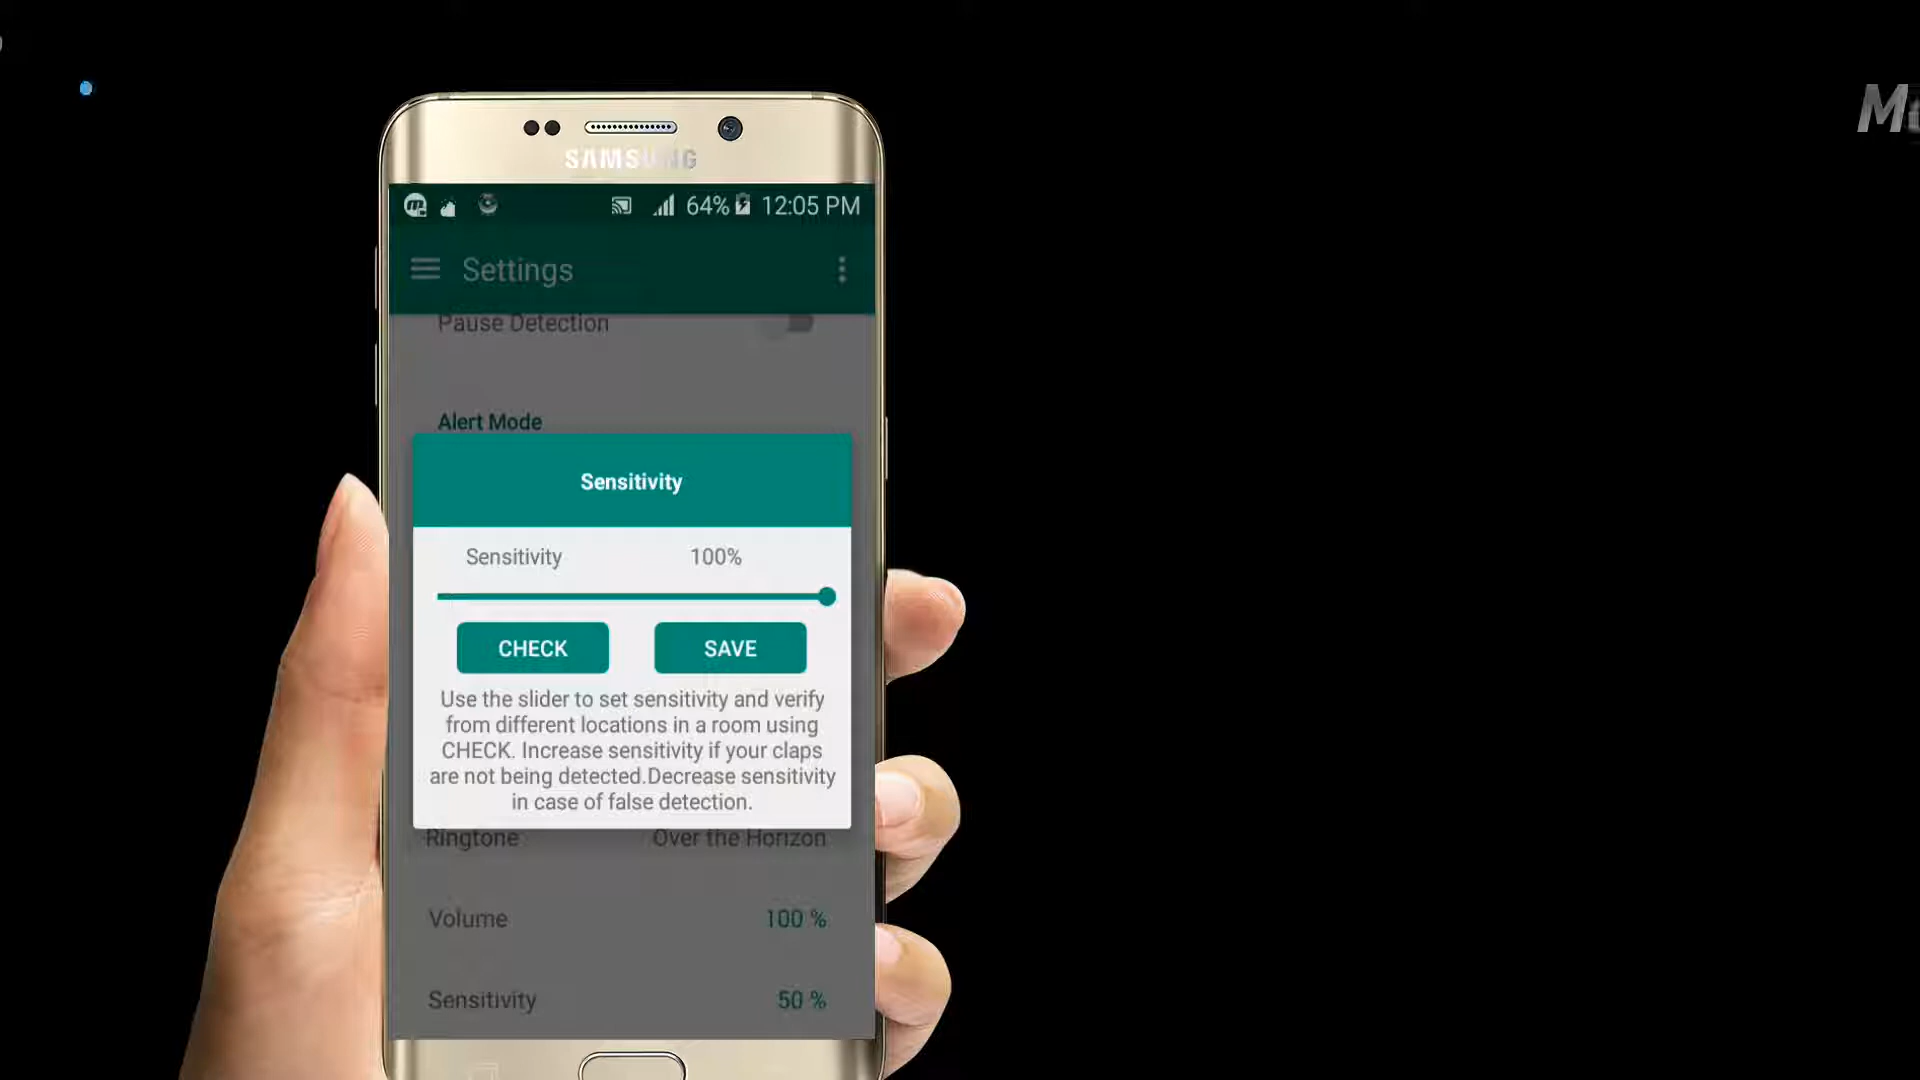 SAMSUNG
64% 12:05 PM
Settings
Pause Detection
Alert Mode
Sensitivity
Sensitivity 100%
CHECK SAVE
Use the slider to set sensitivity and verify
from different locations in a room using
CHECK. Increase sensitivity if your claps
are not being detected.Decrease sensitivity
in case of false detection.
Ringtone Over the Horizon
Volume 100 %
Sensitivity 50 %